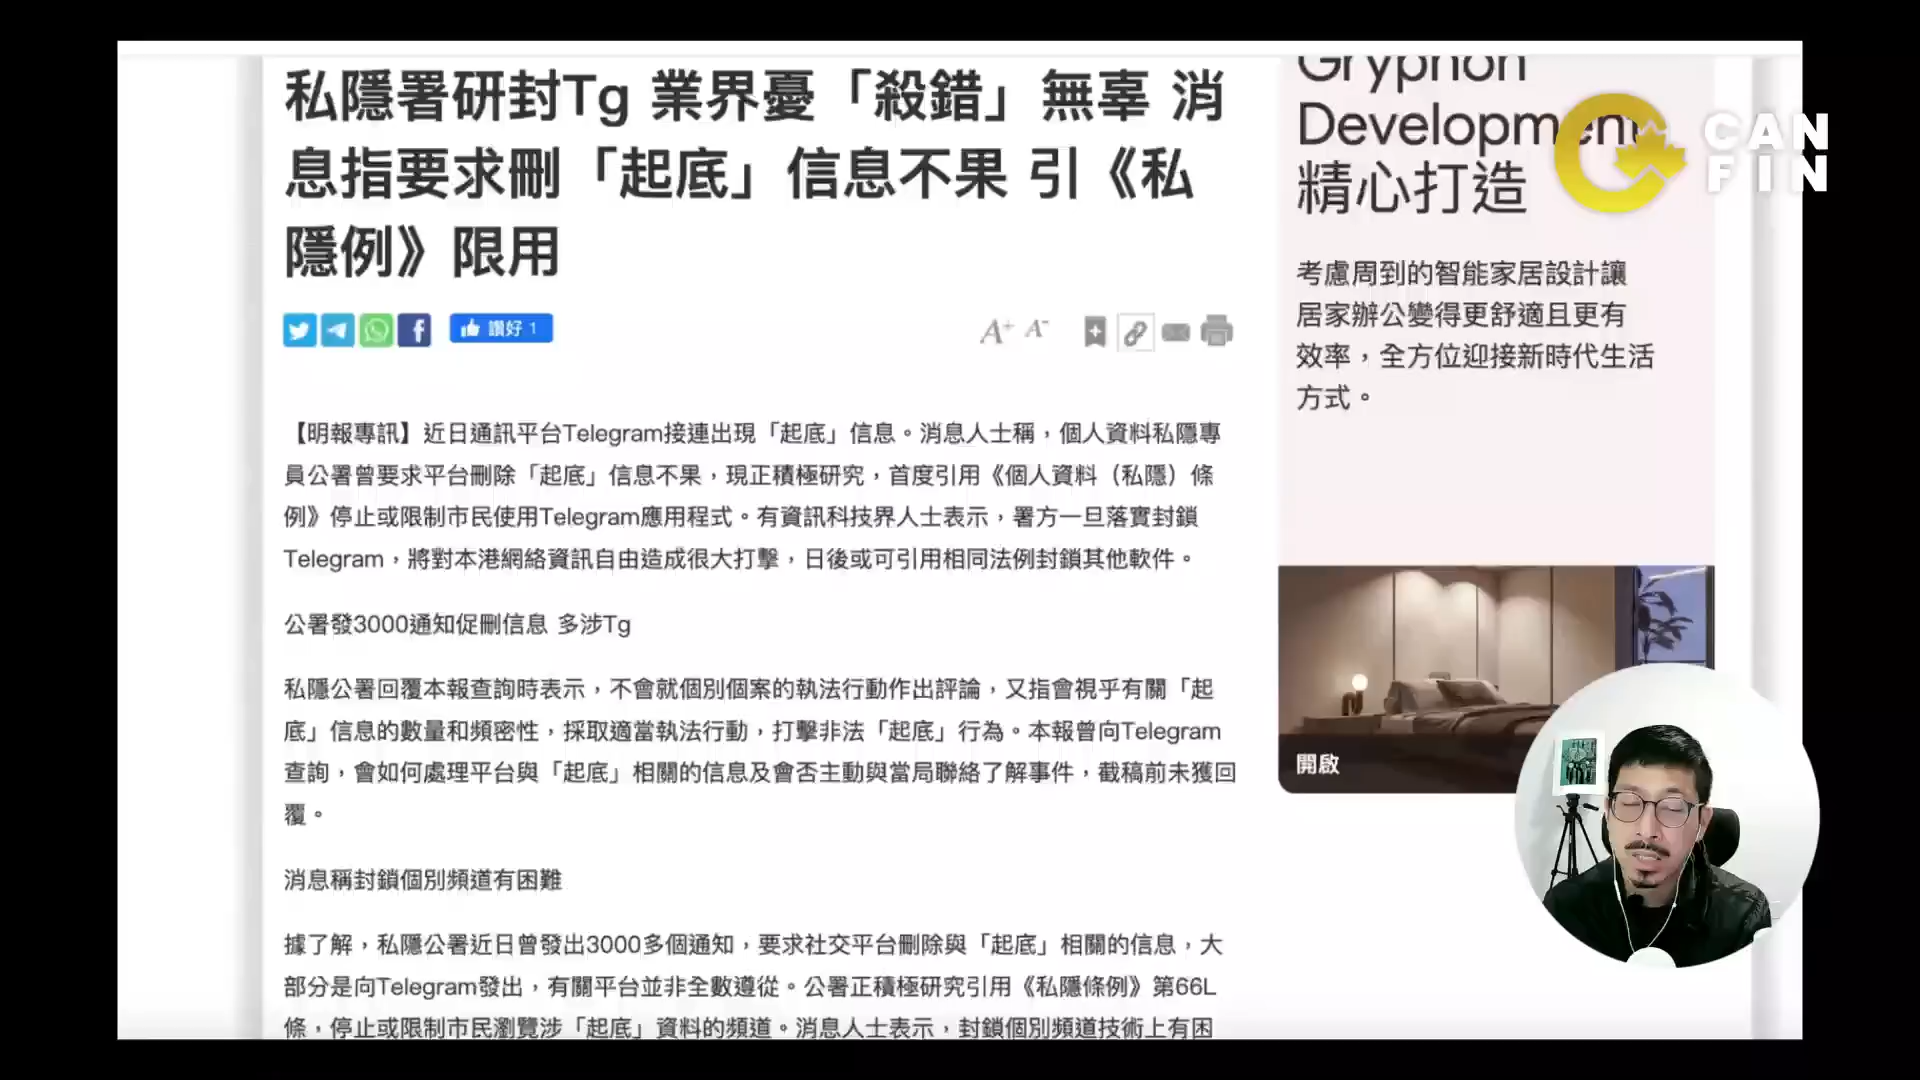 私隱署研封Tg 業界憂「殺錯」無辜 消
息指要求刪「起底」信息不果 引《私
隱例》限用
讚好 1
A+ A-
【明報專訊】近日通訊平台Telegram接連出現「起底」信息。消息人士稱，個人資料私隱專
員公署曾要求平台刪除「起底」信息不果，現正積極研究，首度引用《個人資料（私隱）條
例》停止或限制市民使用Telegram應用程式。有資訊科技界人士表示，署方一旦落實封鎖
Telegram，將對本港網絡資訊自由造成很大打擊，日後或可引用相同法例封鎖其他軟件。
公署發3000通知促刪信息 多涉Tg
私隱公署回覆本報查詢時表示，不會就個別個案的執法行動作出評論，又指會視乎有關「起
底」信息的數量和頻密性，採取適當執法行動，打擊非法「起底」行為。本報曾向Telegram
查詢，會如何處理平台與「起底」相關的信息及會否主動與當局聯絡了解事件，截稿前未獲回
覆。
消息稱封鎖個別頻道有困難
據了解，私隱公署近日曾發出3000多個通知，要求社交平台刪除與「起底」相關的信息，大
部分是向Telegram發出，有關平台並非全數遵從。公署正積極研究引用《私隱條例》第66L
條，停止或限制市民瀏覽涉「起底」資料的頻道。消息人士表示，封鎖個別頻道技術上有困
Gryphon
Development
精心打造
考慮周到的智能家居設計讓
居家辦公變得更舒適且更有
效率，全方位迎接新時代生活
方式。
開啟
CAN
FIN